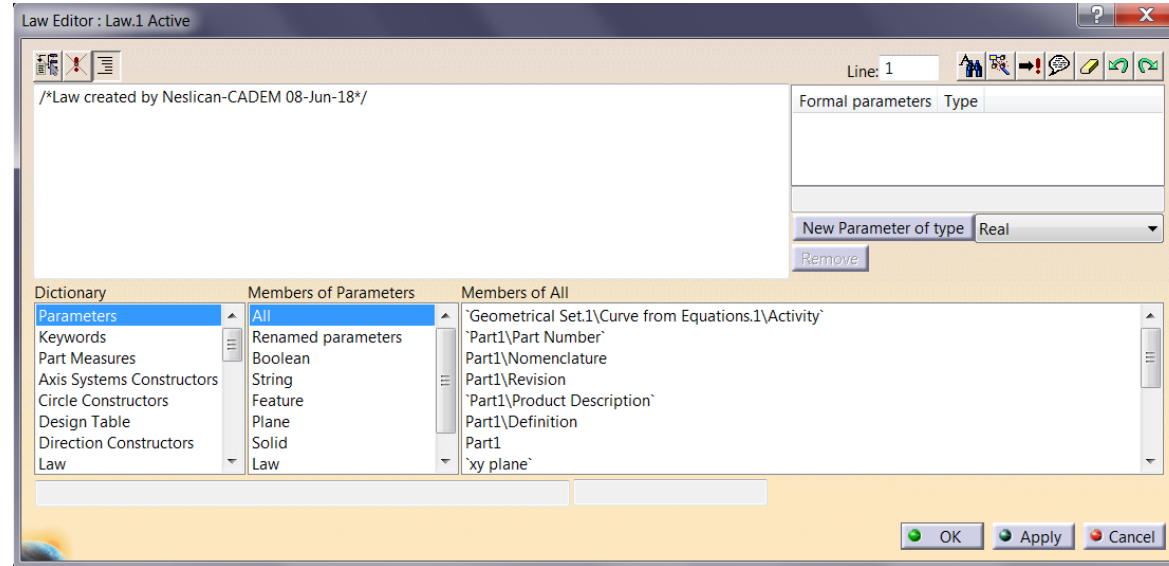 Law Editor : Law.1 Active
Line: 1
/*Law created by Neslican-CADEM 08-Jun-18*/
Formal parameters Type
New Parameter of type Real
Remove
Dictionary Members of Parameters Members of All
Parameters All `Geometrical Set.1\Curve from Equations.1\Activity`
Keywords Renamed parameters `Part1\Part Number`
Part Measures Boolean Part1\Nomenclature
Axis Systems Constructors String Part1\Revision
Circle Constructors Feature `Part1\Product Description`
Design Table Plane Part1\Definition
Direction Constructors Solid Part1
Law Law `xy plane`
OK Apply Cancel